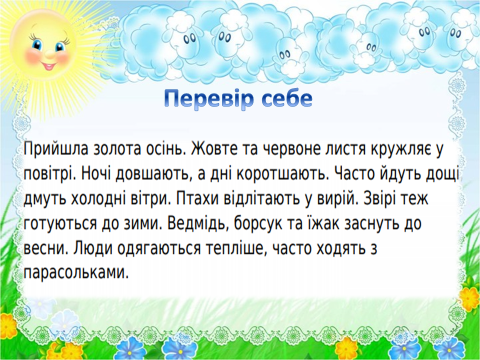 Перевір себе
Прийшла золота осінь. Жовте та червоне листя кружляє у
повітрі. Ночі довшають, а дні коротшають. Часто йдуть дощі
дмуть холодні вітри. Птахи відлітають у вирій. Звірі теж
готуються до зими. Ведмідь, борсук та їжак заснуть до
весни. Люди одягаються тепліше, часто ходять з
парасольками.